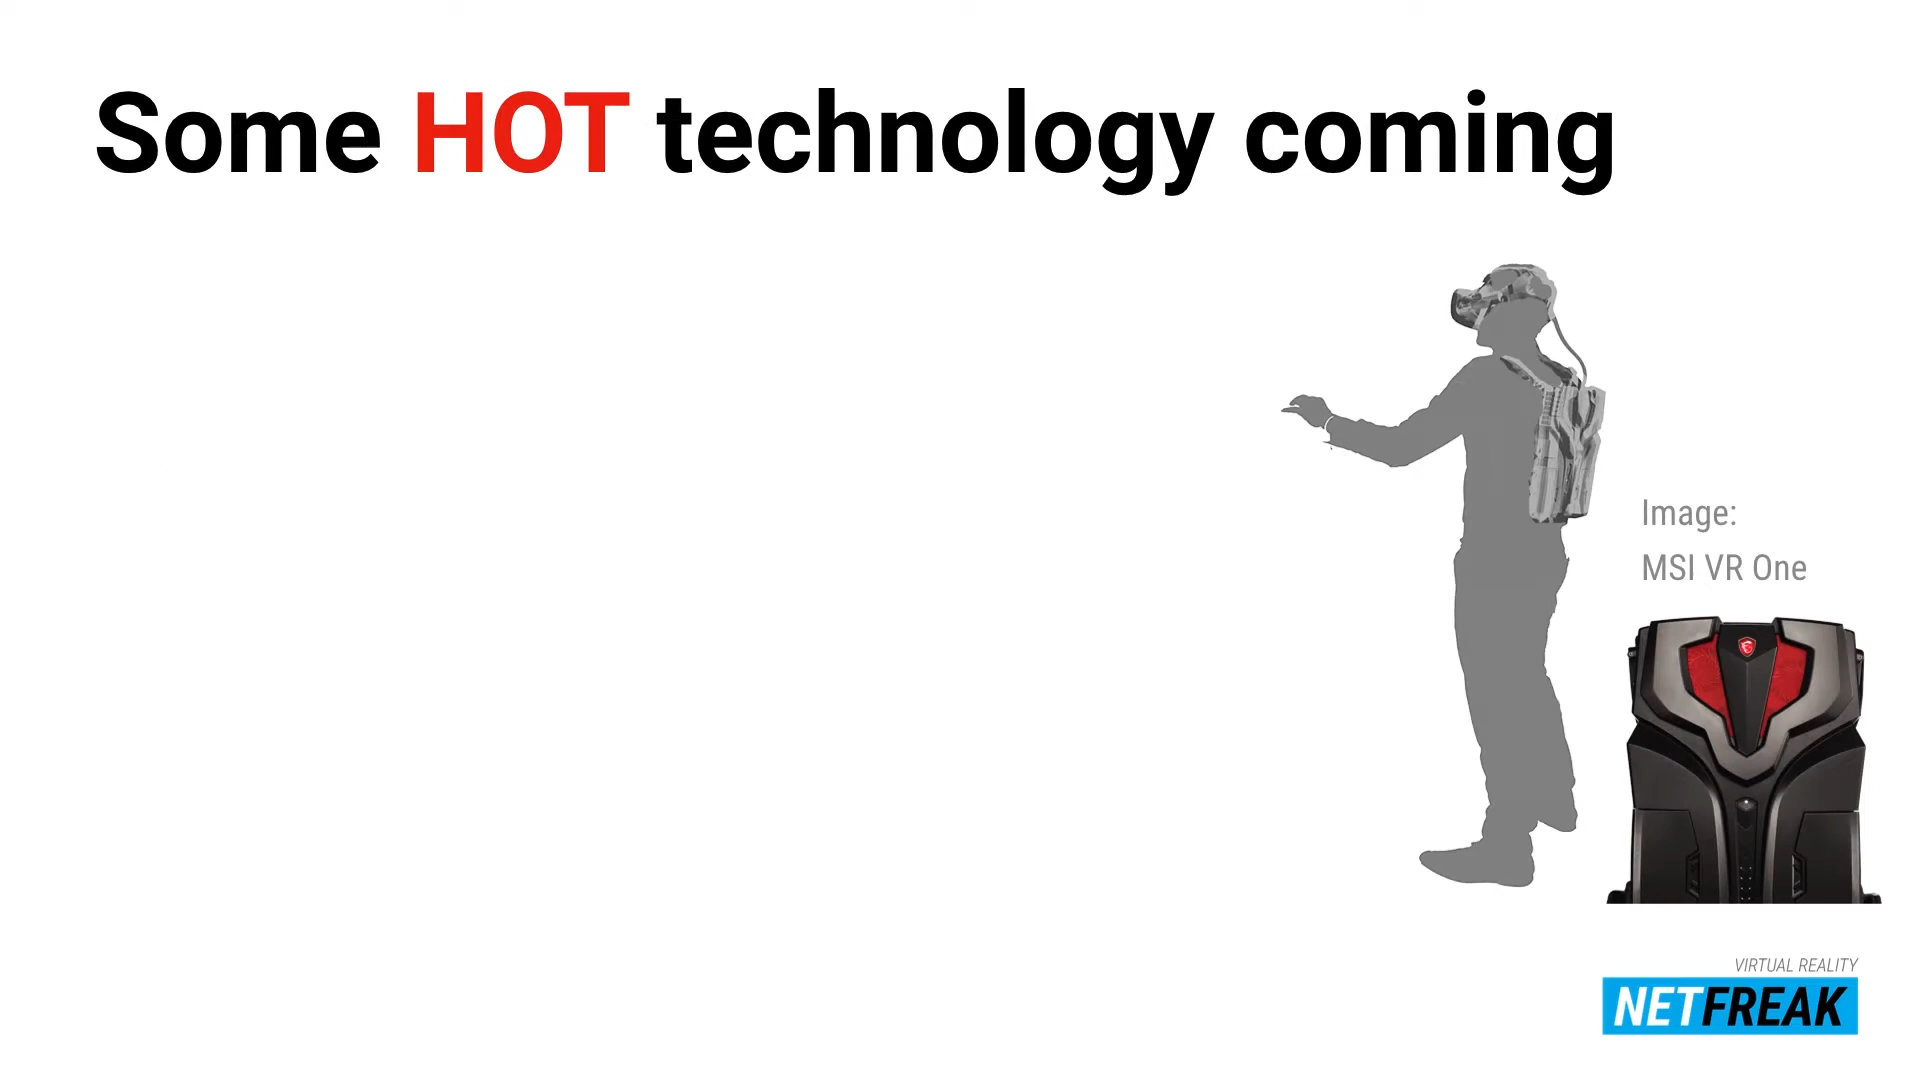 Some HOT technology coming
Image:
MSI VR One
VIRTUAL REALITY
NETFREAK